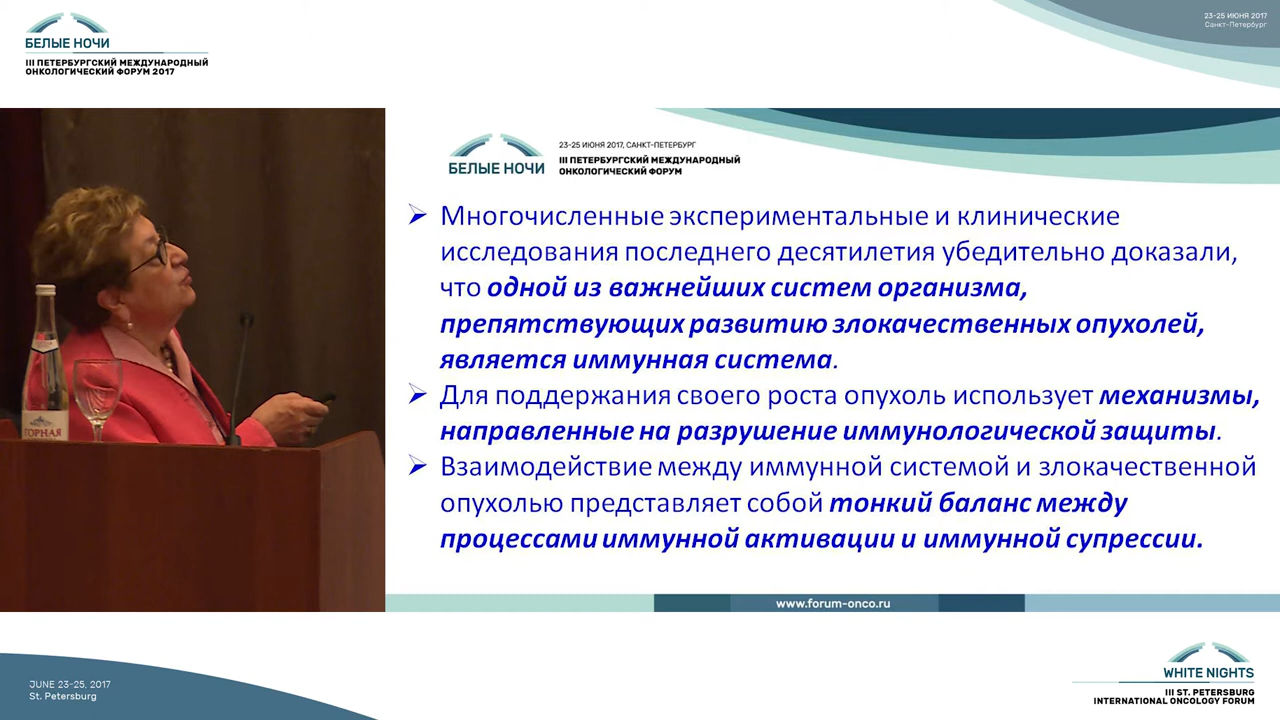 БЕЛЫЕ НОЧИ
III ПЕТЕРБУРГСКИЙ МЕЖДУНАРОДНЫЙ
ОНКОЛОГИЧЕСКИЙ ФОРУМ 2017
23-25 ИЮНЯ 2017
Санкт-Петербург
БЕЛЫЕ НОЧИ
23-25 ИЮНЯ 2017, САНКТ-ПЕТЕРБУРГ
III ПЕТЕРБУРГСКИЙ МЕЖДУНАРОДНЫЙ
ОНКОЛОГИЧЕСКИЙ ФОРУМ
Многочисленные экспериментальные и клинические
исследования последнего десятилетия убедительно доказали,
что одной из важнейших систем организма,
препятствующих развитию злокачественных опухолей,
является иммунная система.
Для поддержания своего роста опухоль использует механизмы,
направленные на разрушение иммунологической защиты.
Взаимодействие между иммунной системой и злокачественной
опухолью представляет собой тонкий баланс между
процессами иммунной активации и иммунной супрессии.
ГОРНАЯ
www.forum-onco.ru
JUNE 23-25, 2017
St. Petersburg
WHITE NIGHTS
III ST. PETERSBURG
INTERNATIONAL ONCOLOGY FORUM